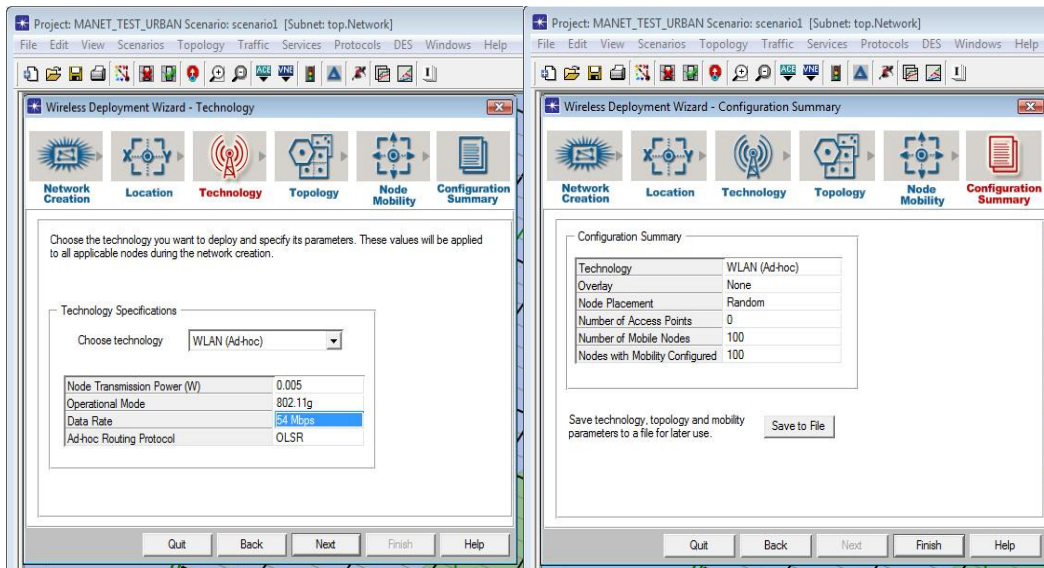 Project: MANET_TEST_URBAN Scenario: scenario1 [Subnet: top.Network]
File Edit View Scenarios Topology Traffic Services Protocols DES Windows Help
ACE VNE
Wireless Deployment Wizard - Technology
Network Creation
Location
Technology
Topology
Node Mobility
Configuration Summary
Choose the technology you want to deploy and specify its parameters. These values will be applied
to all applicable nodes during the network creation.
Technology Specifications
Choose technology WLAN (Ad-hoc)
Node Transmission Power (W) 0.005
Operational Mode 802.11g
Data Rate 54 Mbps
Ad-hoc Routing Protocol OLSR
Quit Back Next Finish Help
Project: MANET_TEST_URBAN Scenario: scenario1 [Subnet: top.Network]
File Edit View Scenarios Topology Traffic Services Protocols DES Windows Help
ACE VNE
Wireless Deployment Wizard - Configuration Summary
Network Creation
Location
Technology
Topology
Node Mobility
Configuration Summary
Configuration Summary
Technology WLAN (Ad-hoc)
Overlay None
Node Placement Random
Number of Access Points 0
Number of Mobile Nodes 100
Nodes with Mobility Configured 100
Save technology, topology and mobility
parameters to a file for later use.
Save to File
Quit Back Next Finish Help